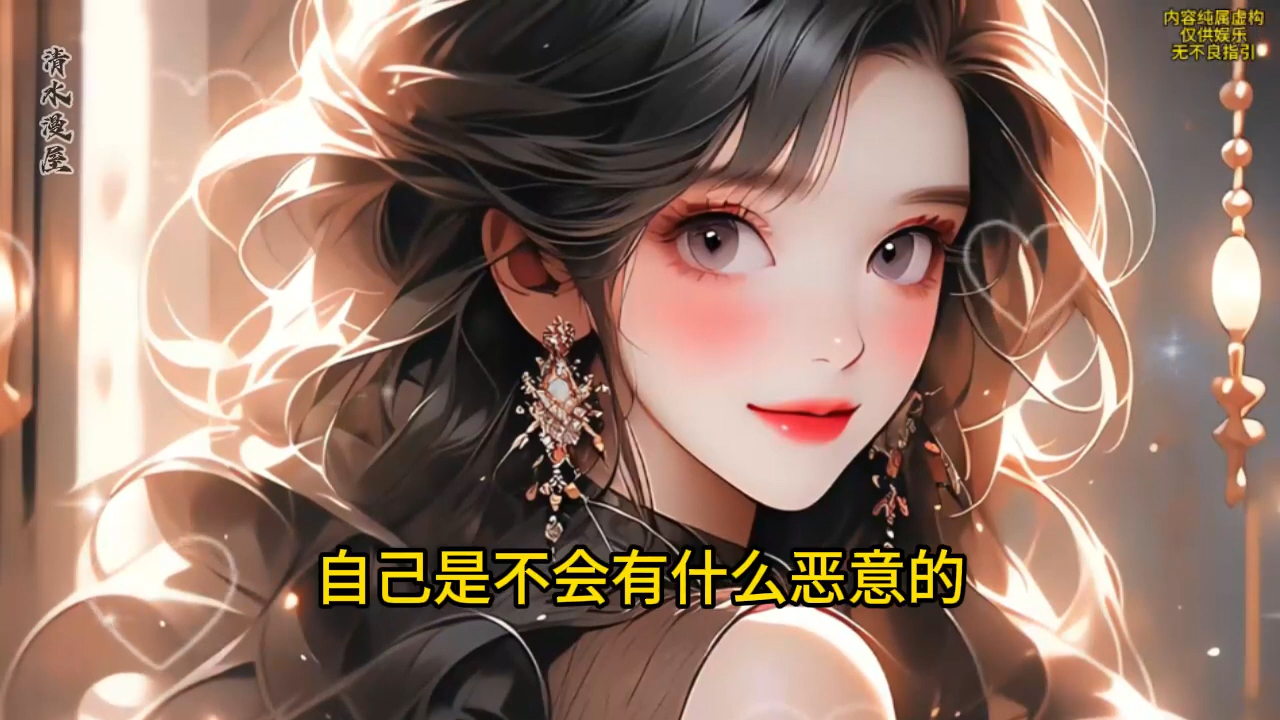 清水漫屋
内容纯属虚构
仅供娱乐
无不良指引
自己是不会有什么恶意的